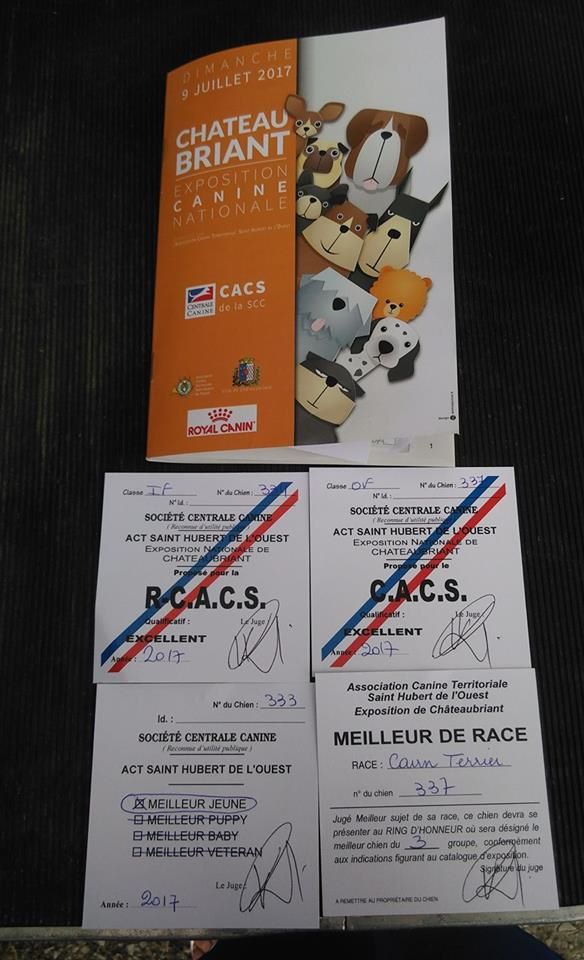 DIMANCHE
9 JUILLET 2017
CHATEAU
BRIANT
EXPOSITION
CANINE
NATIONALE
CENTRALE
CANINE
CACS
de la SCC
ROYAL CANIN
1
Classe IF N° du Chien :
N° Id. :
SOCIÉTÉ CENTRALE CANINE
( Reconnue d'utilité publique )
ACT SAINT HUBERT DE L'OUEST
EXPOSITION NATIONALE DE
CHATEAUBRIANT
Proposé pour la
R-C.A.C.S.
Qualificatif : Le Juge :
EXCELLENT
Année : 2017
Classe OF N° du Chien : 337
N° Id. :
SOCIÉTÉ CENTRALE CANINE
( Reconnue d'utilité publique )
ACT SAINT HUBERT DE L'OUEST
EXPOSITION NATIONALE DE
CHATEAUBRIANT
Proposé pour le
C.A.C.S.
Qualificatif : Le Juge :
EXCELLENT
Année : 2017
N° du Chien : 333
Id. :
SOCIÉTÉ CENTRALE CANINE
( Reconnue d'utilité publique )
ACT SAINT HUBERT DE L'OUEST
MEILLEUR JEUNE
MEILLEUR PUPPY
MEILLEUR BABY
MEILLEUR VETERAN
Le Juge :
Année : 2017
Association Canine Territoriale
Saint Hubert de l'Ouest
Exposition de Châteaubriant
MEILLEUR DE RACE
RACE : Cairn Terrier
n° du chien 337
Jugé Meilleur sujet de sa race, ce chien devra se
présenter au RING D'HONNEUR où sera désigné le
meilleur chien du 3 groupe, conformément
aux indications figurant au catalogue d'exposition.
Signature du juge
A REMETTRE AU PROPRIÉTAIRE DU CHIEN